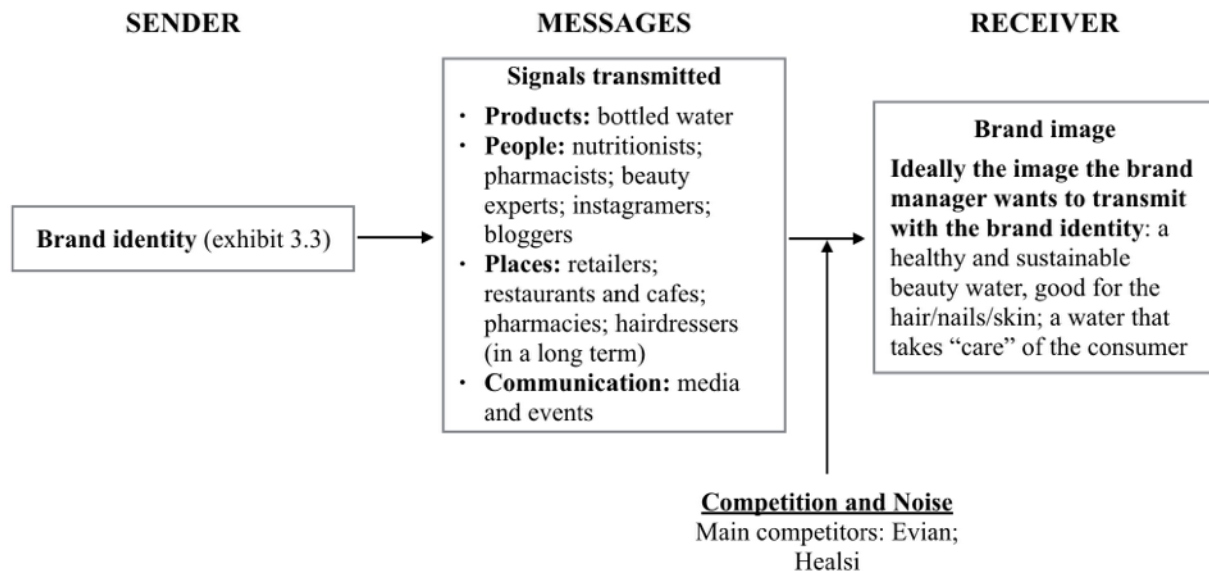 SENDER
MESSAGES
RECEIVER
Brand identity (exhibit 3.3)
Signals transmitted
· Products: bottled water
· People: nutritionists;
pharmacists; beauty
experts; instagramers;
bloggers
· Places: retailers;
restaurants and cafes;
pharmacies; hairdressers
(in a long term)
· Communication: media
and events
Brand image
Ideally the image the brand
manager wants to transmit
with the brand identity: a
healthy and sustainable
beauty water, good for the
hair/nails/skin; a water that
takes “care” of the consumer
Competition and Noise
Main competitors: Evian;
Healsi